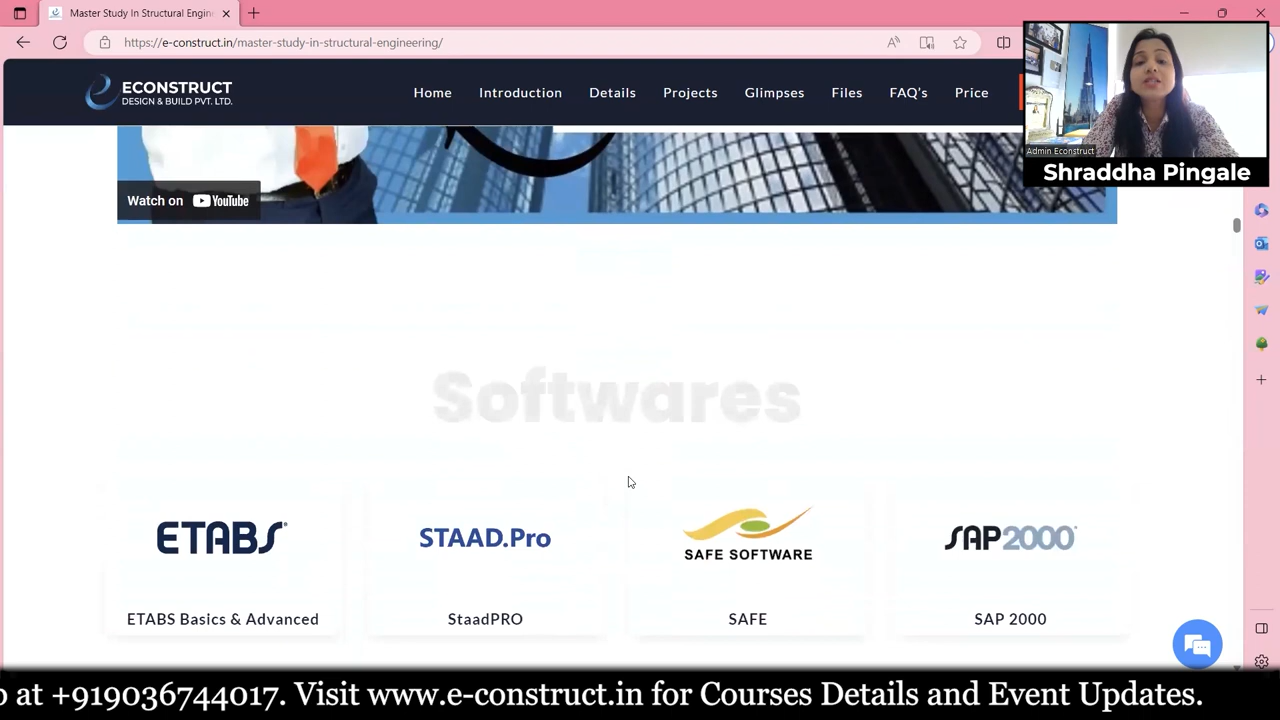 Master Study In Structural Engin
https://e-construct.in/master-study-in-structural-engineering/
ECONSTRUCT
DESIGN & BUILD PVT. LTD.
Home Introduction Details Projects Glimpses Files FAQ's Price
Admin Econstruct
Shraddha Pingale
Watch on YouTube
Softwares
ETABS
STAAD.Pro
SAFE SOFTWARE
SAP2000
ETABS Basics & Advanced
StaadPRO
SAFE
SAP 2000
at +919036744017. Visit www.e-construct.in for Courses Details and Event Updates.